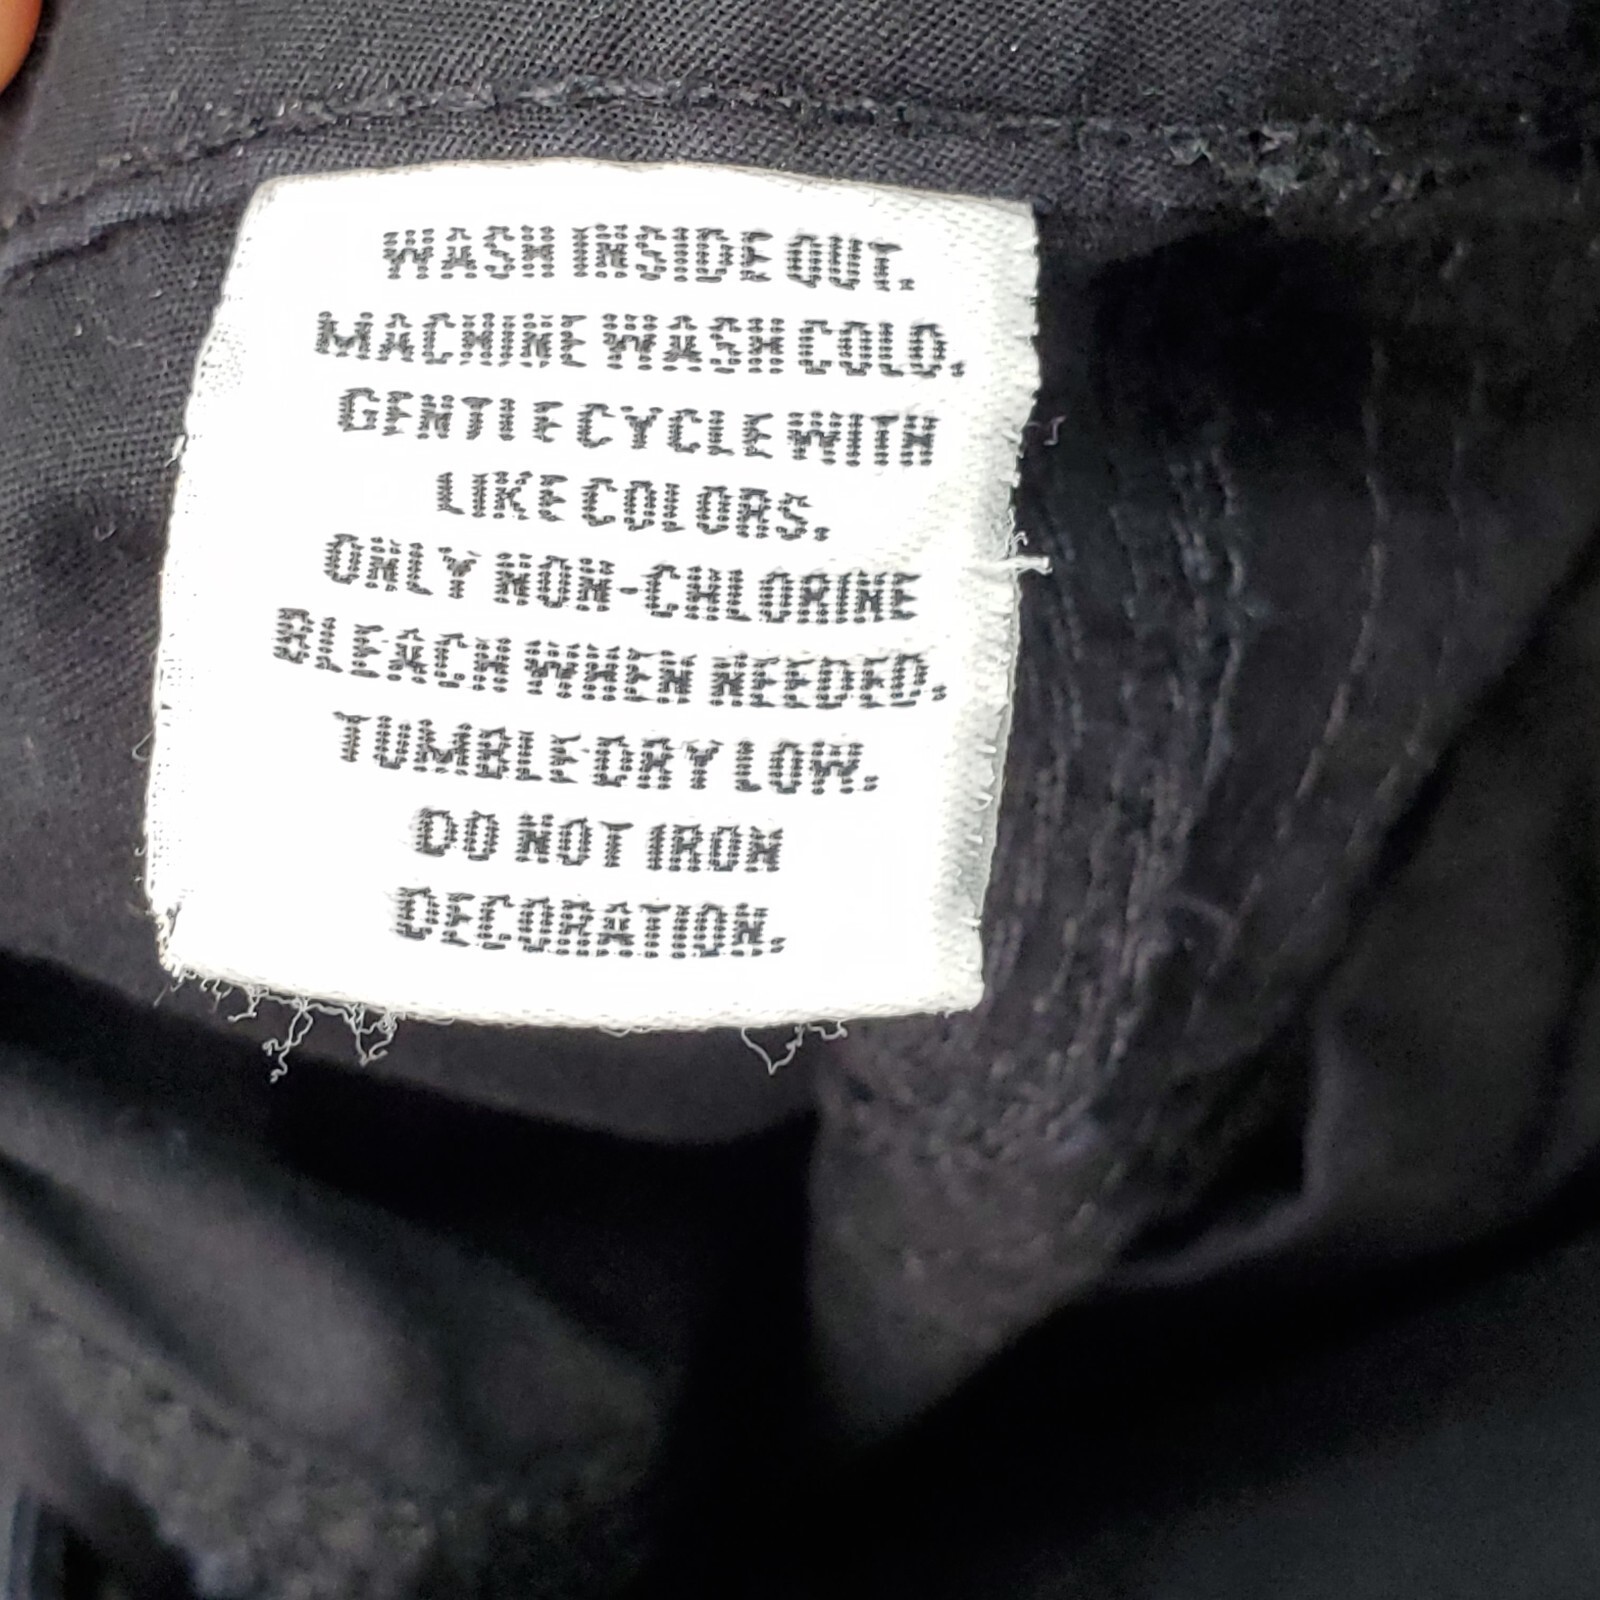 WASH INSIDE OUT.
MACHINE WASH COLD.
GENTLE CYCLE WITH
LIKE COLORS.
ONLY NON-CHLORINE
BLEACH WHEN NEEDED.
TUMBLE DRY LOW.
DO NOT IRON
DECORATION.